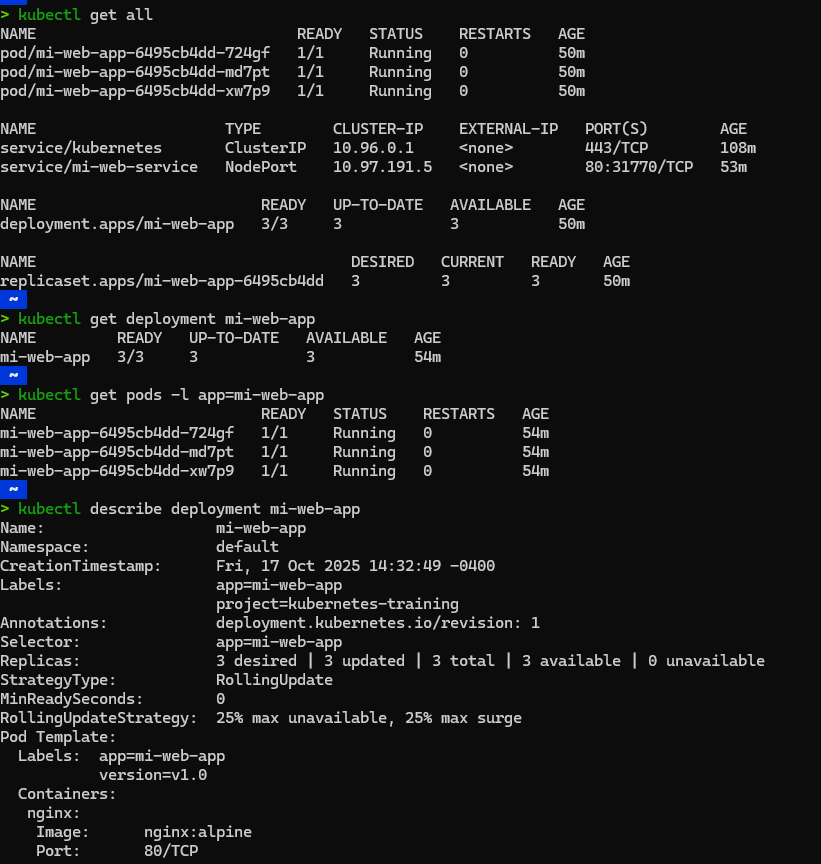 > kubectl get all
NAME                             READY   STATUS    RESTARTS   AGE
pod/mi-web-app-6495cb4dd-724gf   1/1     Running   0          50m
pod/mi-web-app-6495cb4dd-md7pt   1/1     Running   0          50m
pod/mi-web-app-6495cb4dd-xw7p9   1/1     Running   0          50m

NAME                     TYPE        CLUSTER-IP    EXTERNAL-IP   PORT(S)        AGE
service/kubernetes       ClusterIP   10.96.0.1     <none>        443/TCP        108m
service/mi-web-service   NodePort    10.97.191.5   <none>        80:31770/TCP   53m

NAME                         READY   UP-TO-DATE   AVAILABLE   AGE
deployment.apps/mi-web-app   3/3     3            3           50m

NAME                                   DESIRED   CURRENT   READY   AGE
replicaset.apps/mi-web-app-6495cb4dd   3         3         3       50m
~
> kubectl get deployment mi-web-app
NAME         READY   UP-TO-DATE   AVAILABLE   AGE
mi-web-app   3/3     3            3           54m
~
> kubectl get pods -l app=mi-web-app
NAME                         READY   STATUS    RESTARTS   AGE
mi-web-app-6495cb4dd-724gf   1/1     Running   0          54m
mi-web-app-6495cb4dd-md7pt   1/1     Running   0          54m
mi-web-app-6495cb4dd-xw7p9   1/1     Running   0          54m
~
> kubectl describe deployment mi-web-app
Name:                   mi-web-app
Namespace:              default
CreationTimestamp:      Fri, 17 Oct 2025 14:32:49 -0400
Labels:                 app=mi-web-app
                        project=kubernetes-training
Annotations:            deployment.kubernetes.io/revision: 1
Selector:               app=mi-web-app
Replicas:               3 desired | 3 updated | 3 total | 3 available | 0 unavailable
StrategyType:           RollingUpdate
MinReadySeconds:        0
RollingUpdateStrategy:  25% max unavailable, 25% max surge
Pod Template:
  Labels:  app=mi-web-app
           version=v1.0
  Containers:
   nginx:
    Image:      nginx:alpine
    Port:       80/TCP